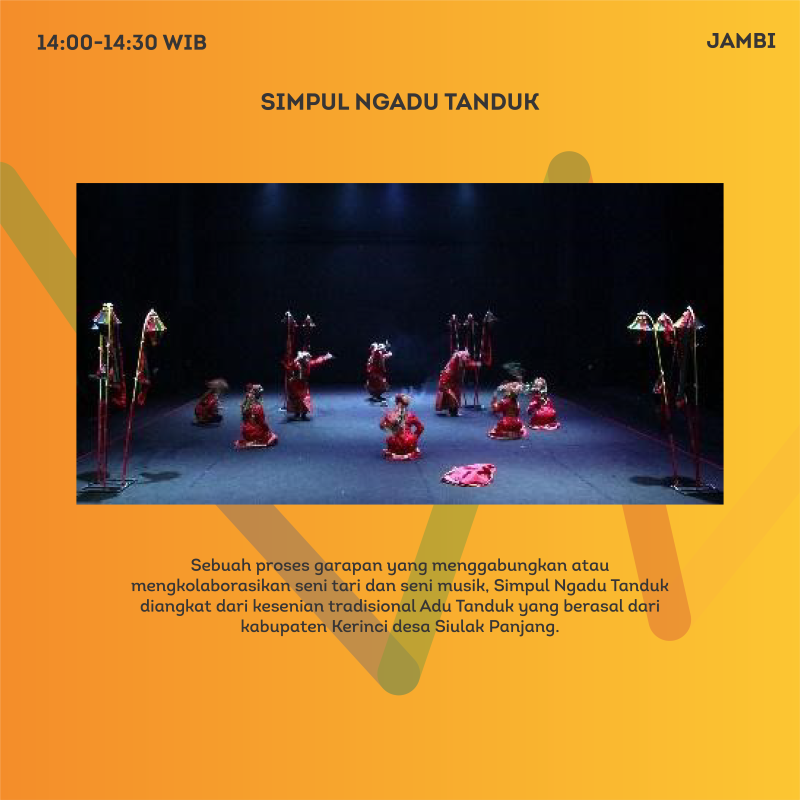 14:00-14:30 WIB
JAMBI
SIMPUL NGADU TANDUK
Sebuah proses garapan yang menggabungkan atau
mengkolaborasikan seni tari dan seni musik, Simpul Ngadu Tanduk
diangkat dari kesenian tradisional Adu Tanduk yang berasal dari
kabupaten Kerinci desa Siulak Panjang.